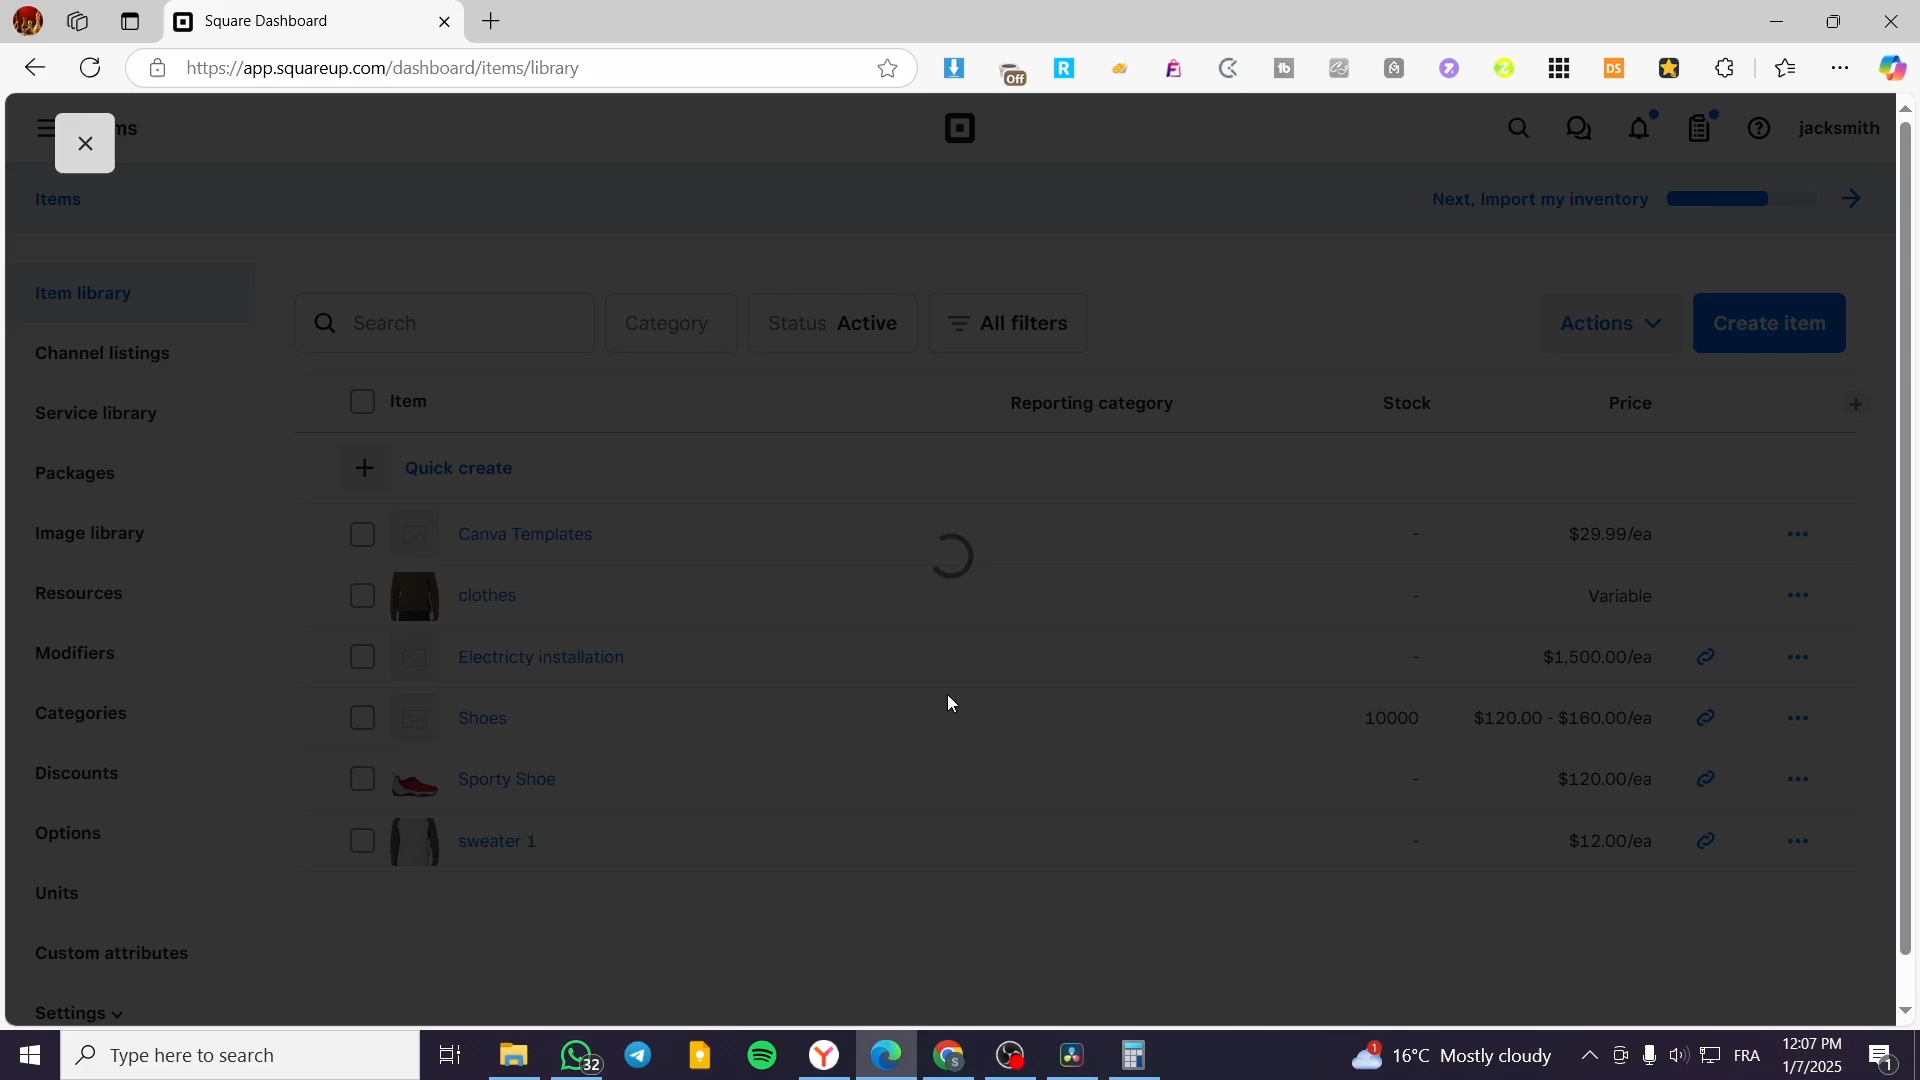 Square Dashboard
https://app.squareup.com/dashboard/items/library
Off
R
tb
DS
ms
jacksmith
Items
Next, Import my inventory
Item library
Search
Category
Status Active
All filters
Actions
Create item
Channel listings
Item
Reporting category
Stock
Price
Service library
Quick create
Packages
Canva Templates
-
$29.99/ea
Image library
clothes
-
Variable
Resources
Electricty installation
-
$1,500.00/ea
Modifiers
Shoes
10000
$120.00 - $160.00/ea
Categories
Sporty Shoe
-
$120.00/ea
Discounts
sweater 1
-
$12.00/ea
Options
Units
Custom attributes
Settings
Type here to search
32
1
16°C Mostly cloudy
FRA
12:07 PM
1/7/2025
1